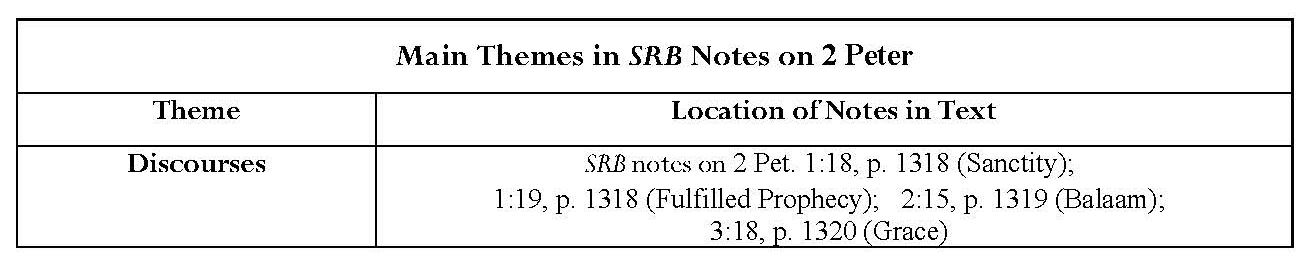 Main Themes in SRB Notes on 2 Peter
Theme
Location of Notes in Text
Discourses
SRB notes on 2 Pet. 1:18, p. 1318 (Sanctity);
1:19, p. 1318 (Fulfilled Prophecy);   2:15, p. 1319 (Balaam);
3:18, p. 1320 (Grace)